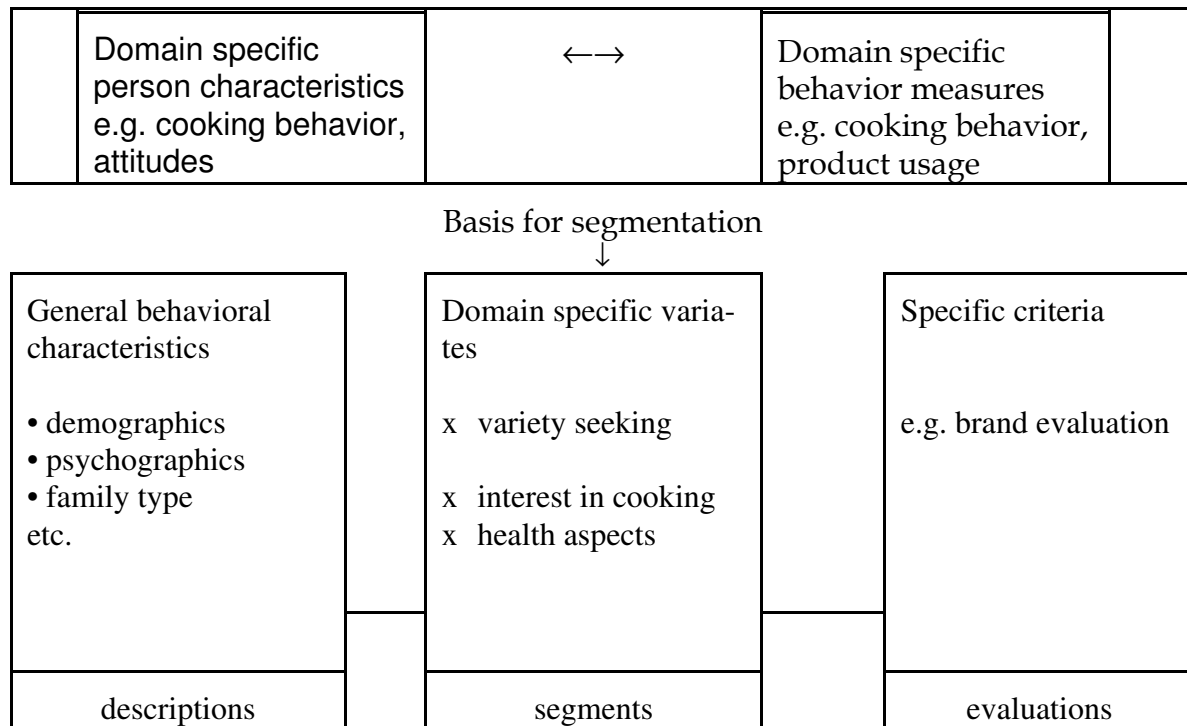 Domain specific
person characteristics
e.g. cooking behavior,
attitudes
←→
Domain specific
behavior measures
e.g. cooking behavior,
product usage
Basis for segmentation
↓
General behavioral
characteristics
• demographics
• psychographics
• family type
etc.
Domain specific varia-
tes
x variety seeking
x interest in cooking
x health aspects
Specific criteria
e.g. brand evaluation
descriptions
segments
evaluations